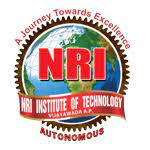 A Journey Towards Excellence
NRI
NRI INSTITUTE OF TECHNOLOGY
VIJAYAWADA A.P.
AUTONOMOUS